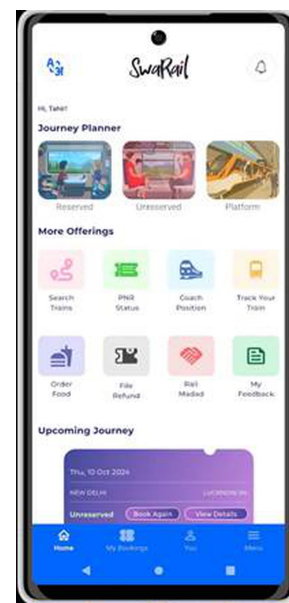 A
अ
SwaRail
Hi, Tahir!
Journey Planner
Reserved Unreserved Platform
More Offerings
Search Trains
PNR Status
Coach Position
Track Your Train
Order Food
File Refund
Rail Madad
My Feedback
Upcoming Journey
Thu, 10 Oct 2024
NEW DELHI
Unreserved Book Again View Details
Home My Bookings You Menu